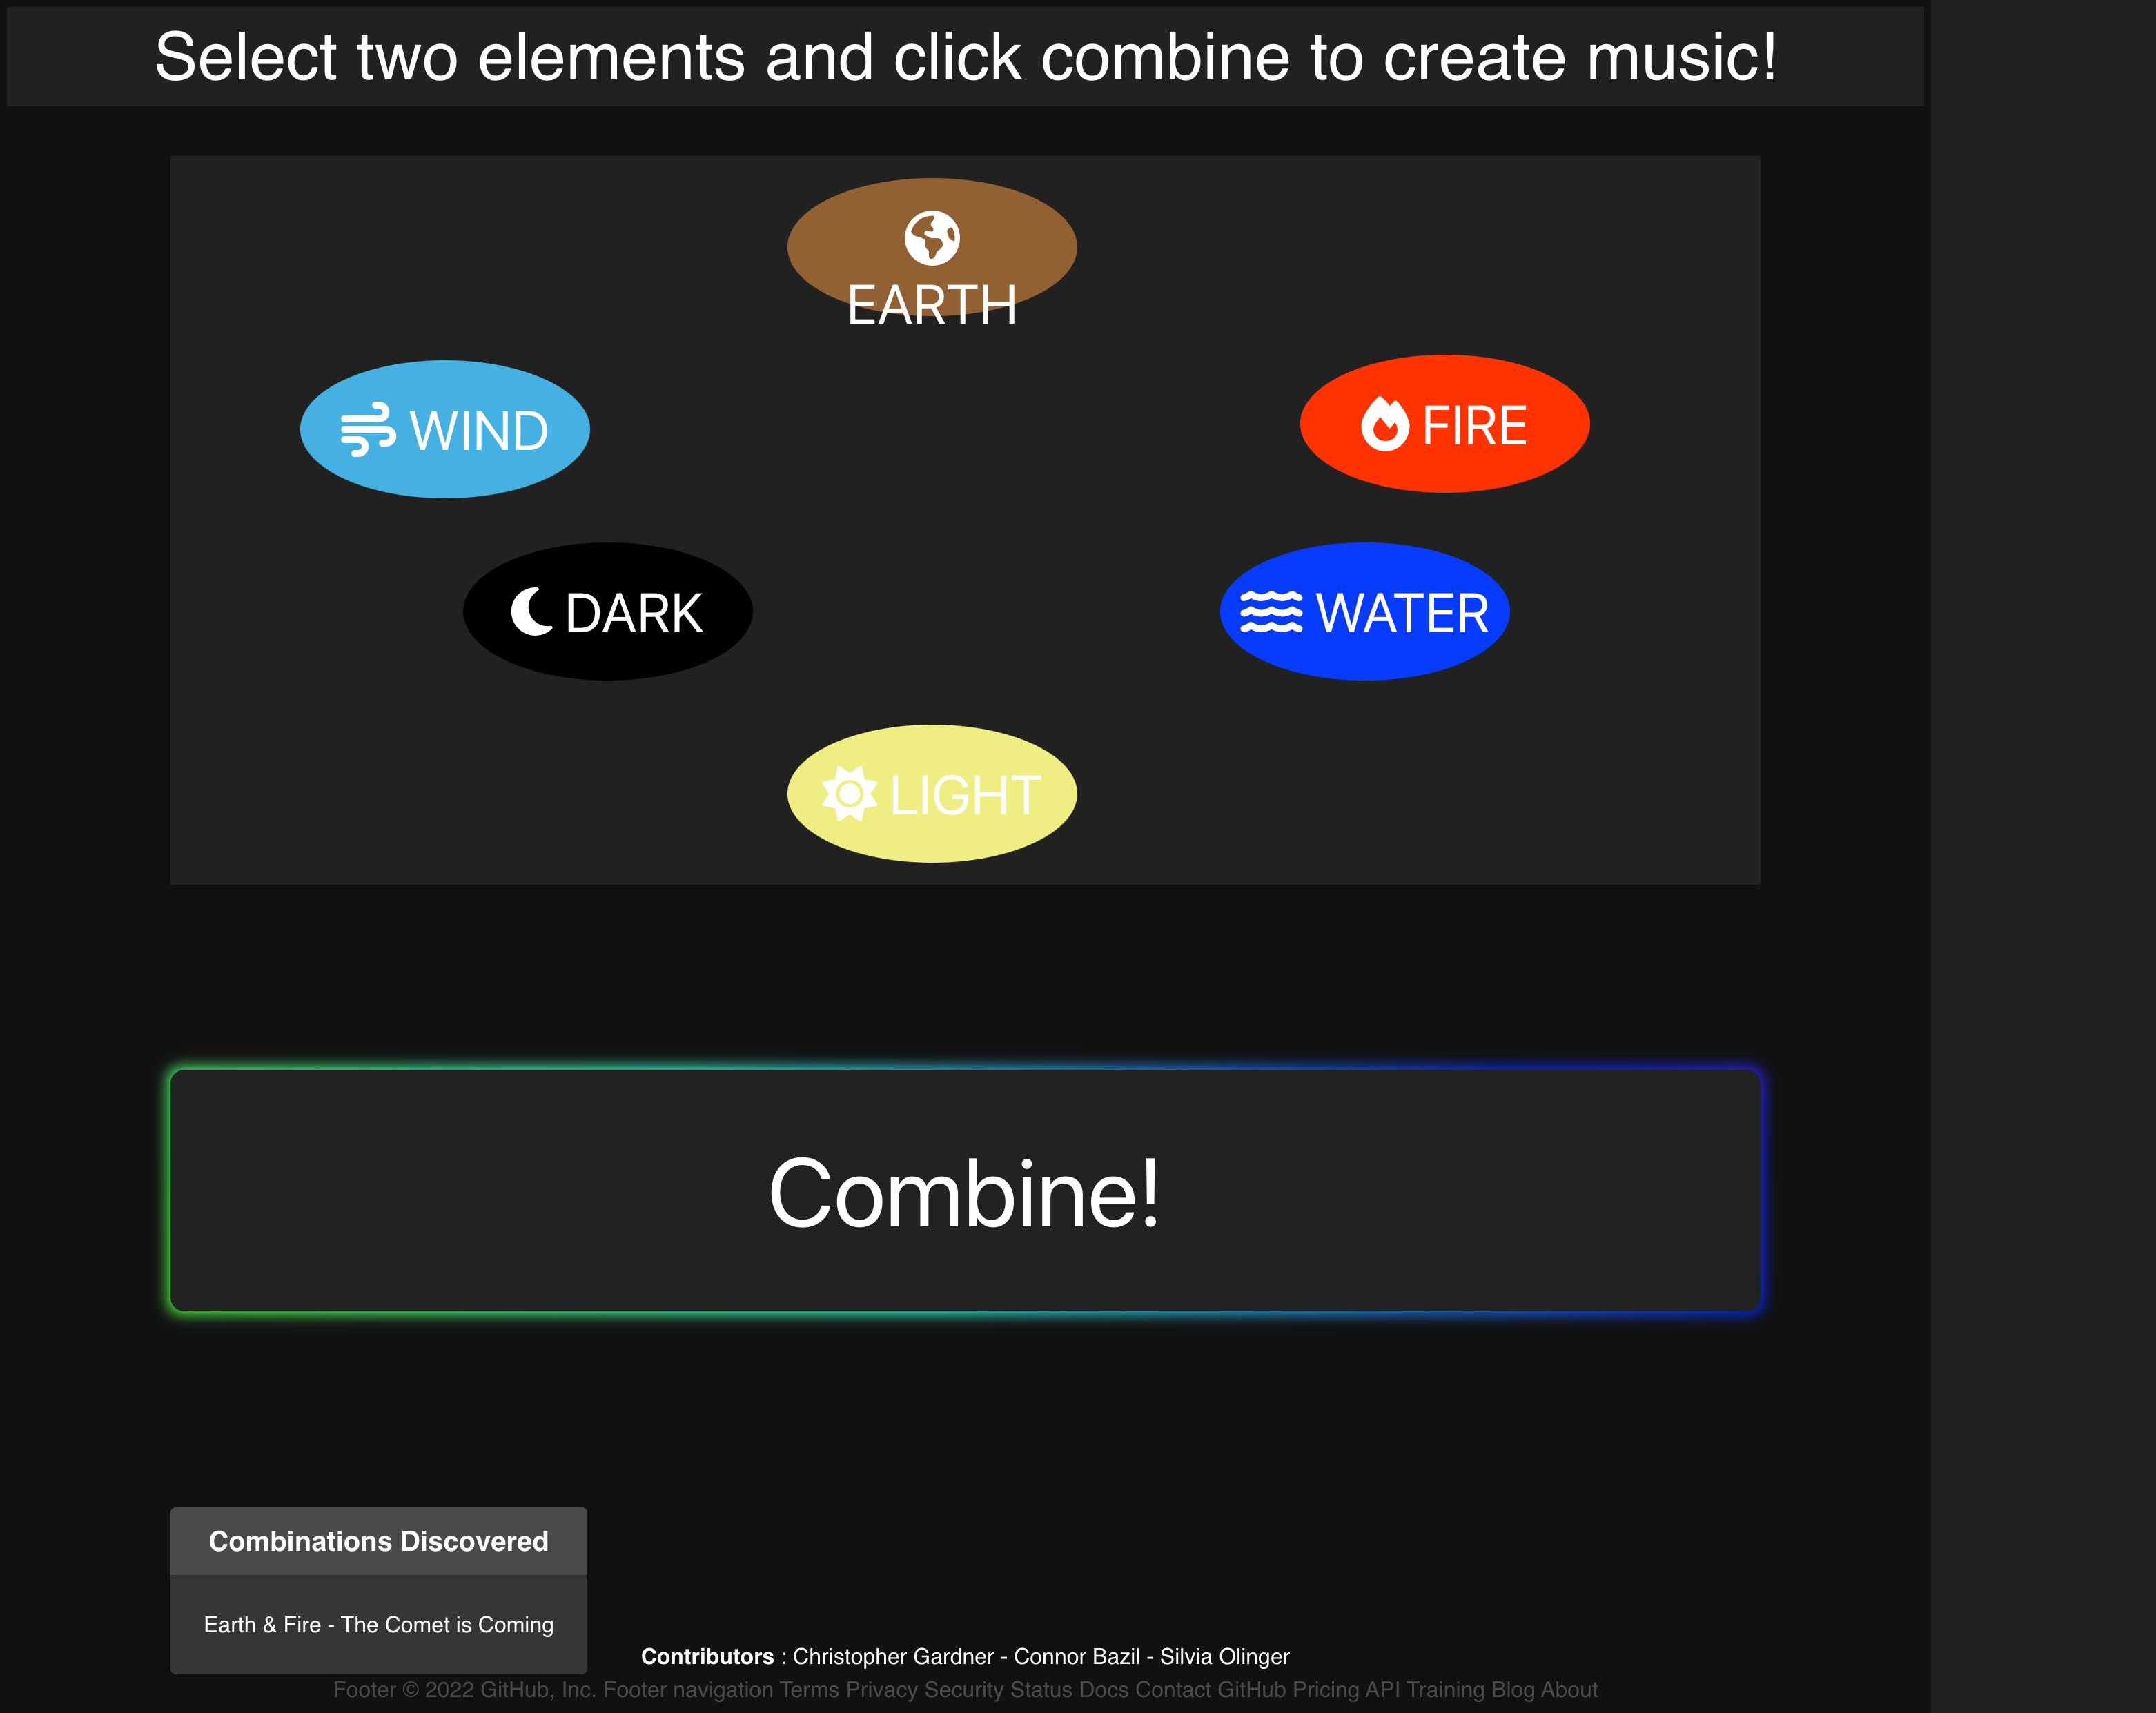 Select two elements and click combine to create music!
EARTH
WIND
FIRE
DARK
WATER
LIGHT
Combine!
Combinations Discovered
Earth & Fire - The Comet is Coming
Contributors : Christopher Gardner - Connor Bazil - Silvia Olinger
Footer © 2022 GitHub, Inc. Footer navigation Terms Privacy Security Status Docs Contact GitHub Pricing API Training Blog About